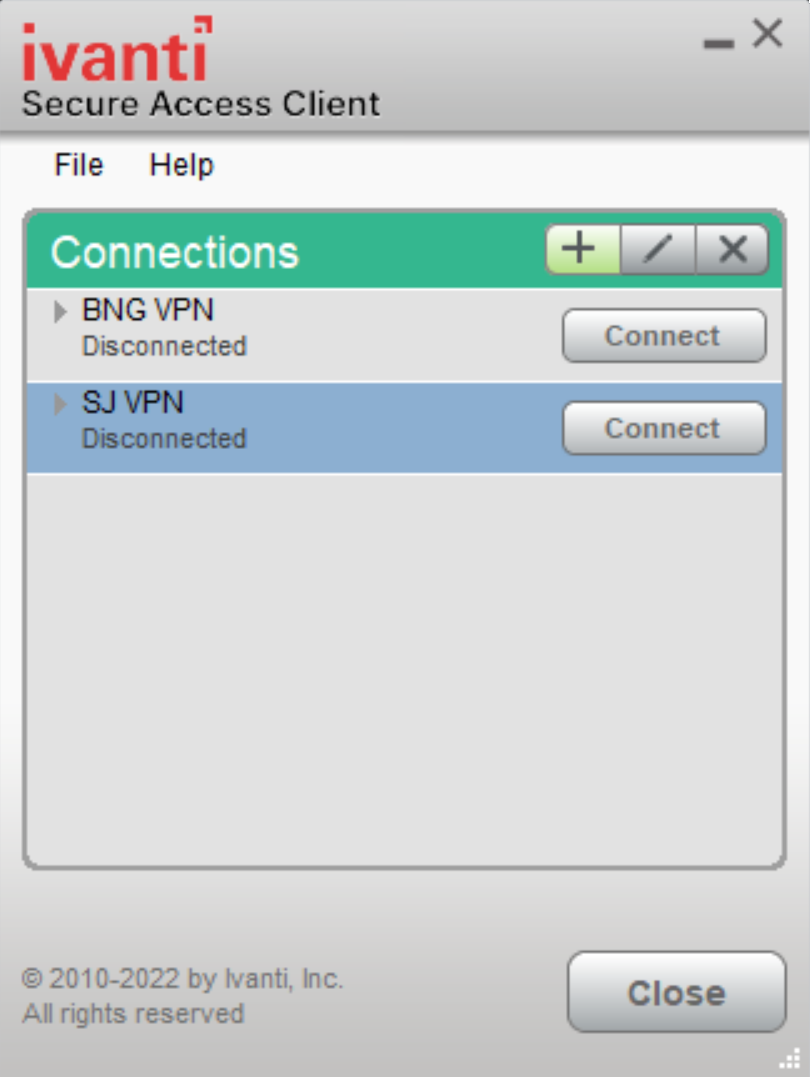 ivanti
Secure Access Client
File Help
Connections
BNG VPN
Disconnected
Connect
SJ VPN
Disconnected
Connect
© 2010-2022 by Ivanti, Inc.
All rights reserved
Close